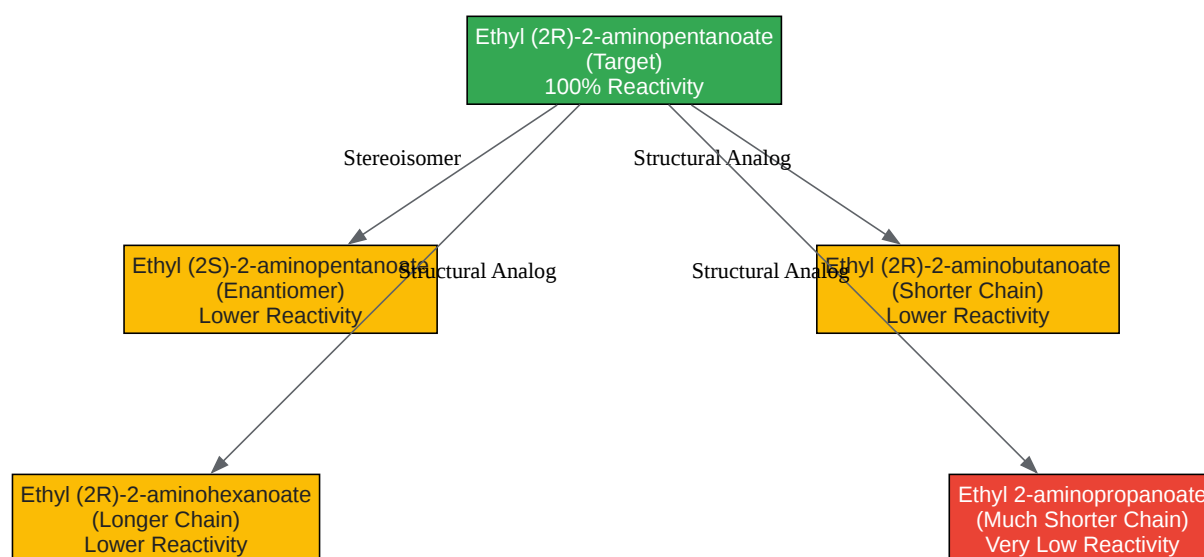 Ethyl (2R)-2-aminopentanoate
(Target)
100% Reactivity
Stereoisomer
Structural Analog
Ethyl (2S)-2-aminopentanoate
(Enantiomer)
Lower Reactivity
Structural Analog
Structural Analog
Ethyl (2R)-2-aminobutanoate
(Shorter Chain)
Lower Reactivity
Ethyl (2R)-2-aminohexanoate
(Longer Chain)
Lower Reactivity
Ethyl 2-aminopropanoate
(Much Shorter Chain)
Very Low Reactivity